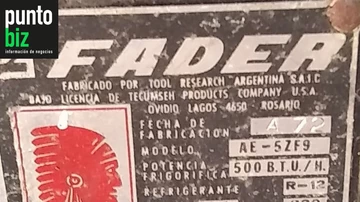 punto
biz
información de negocios
FADER
FABRICADO POR TOOL RESEARCH ARGENTINA S.A.I.C
BAJO LICENCIA DE TECUMSEH PRODUCTS COMPANY U.S.A.
OVIDIO LAGOS 4650 ROSARIO
FECHA DE
FABRICACION A 72
MODELO AE-5ZF9
POTENCIA
FRIGORIFICA 500 B.T.U./H.
REFRIGERANTE R-12